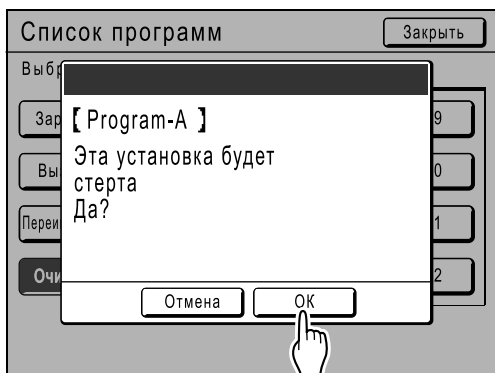 Список программ
Закрыть
【Program-A 】
Эта установка будет
стерта
Да?
9
0
1
2
Отмена
OK